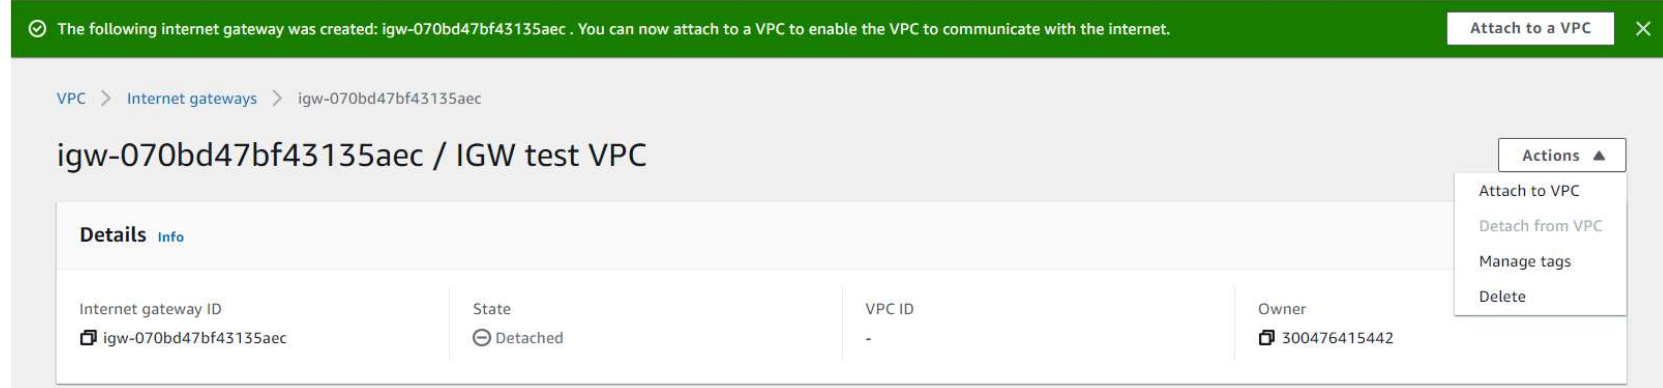 The following internet gateway was created: igw-070bd47bf43135aec . You can now attach to a VPC to enable the VPC to communicate with the internet.
Attach to a VPC
VPC > Internet gateways > igw-070bd47bf43135aec
igw-070bd47bf43135aec / IGW test VPC
Actions
Attach to VPC
Detach from VPC
Manage tags
Delete
Details Info
Internet gateway ID
igw-070bd47bf43135aec
State
Detached
VPC ID
-
Owner
300476415442